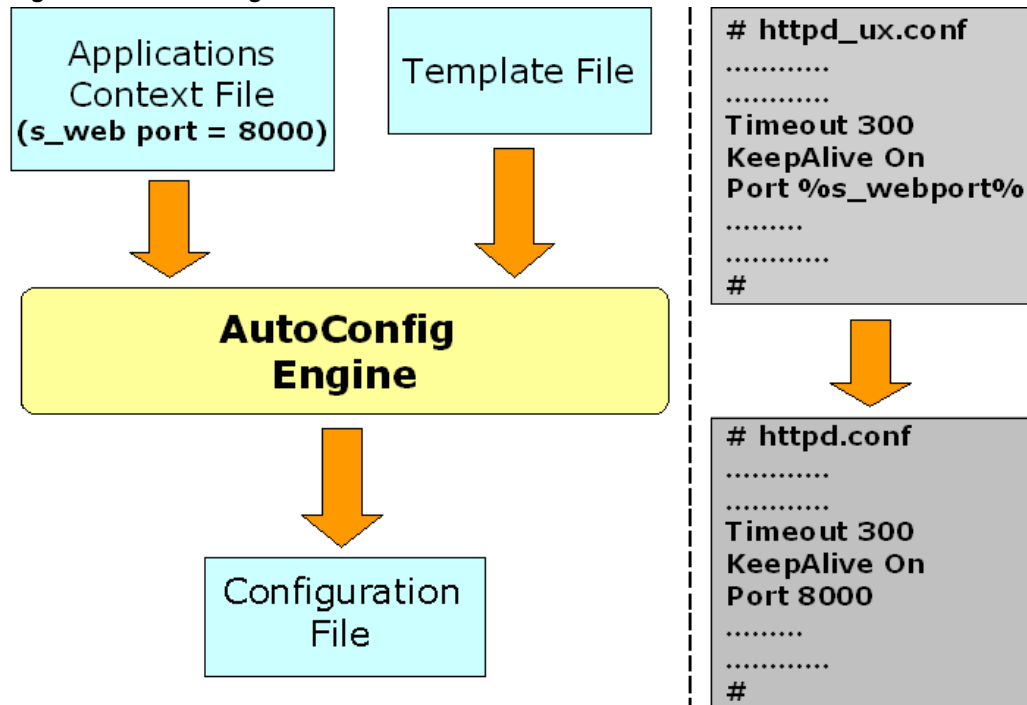 Applications
Context File
(s_web port = 8000)
Template File
AutoConfig
Engine
Configuration
File
# httpd_ux.conf
............
............
Timeout 300
KeepAlive On
Port %s_webport%
.........
............
#
# httpd.conf
............
............
Timeout 300
KeepAlive On
Port 8000
.........
............
#